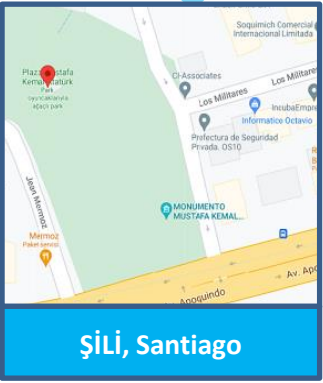 Soquimich Comercial
Internacional Limitada
Plaza Mustafa
Kemal Atatürk
Park
oyuncaklarıyla
ağaçlı park
CI-Associates
Los Militares
Los Militares
IncubaEmpre
Informatice Octavio
Prefectura de Seguridad
Privada, OS10
Jean Mermoz
MONUMENTO
MUSTAFA KEMAL...
Mermoz
Paket servisi
Av. Apo
Apoquindo
ŞİLİ, Santiago